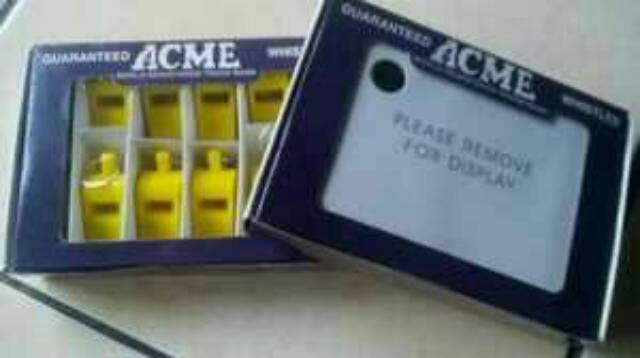 GUARANTEED ACME WHISTLES
GUARANTEED ACME WHISTLES
PLEASE REMOVE
FOR DISPLAY